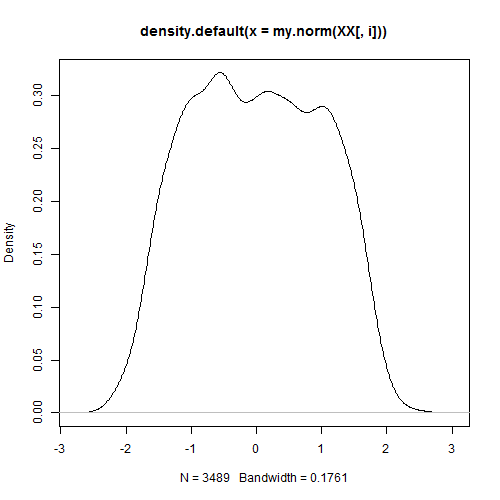 density.default(x = my.norm(XX[, i]))
Density
0.30
0.25
0.20
0.15
0.10
0.05
0.00
-3 -2 -1 0 1 2 3
N = 3489 Bandwidth = 0.1761